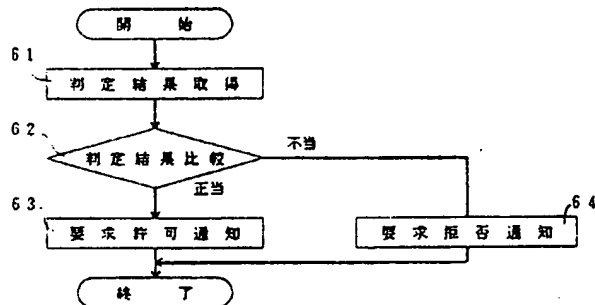 開始
61
判定結果取得
62
判定結果比較
不当
正当
63
要求許可通知
64
要求拒否通知
終了